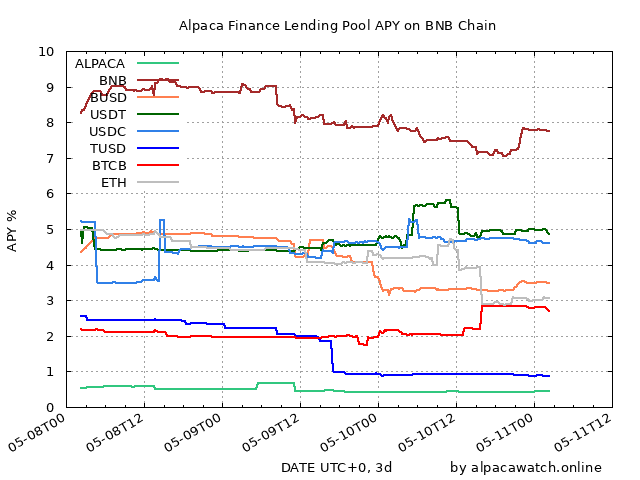 Alpaca Finance Lending Pool APY on BNB Chain
APY %
10
9
8
7
6
5
4
3
2
1
0
ALPACA
BNB
BUSD
USDT
USDC
TUSD
BTCB
ETH
05-08T00
05-08T12
05-09T00
05-09T12
05-10T00
05-10T12
05-11T00
05-11T12
DATE UTC+0, 3d
by alpacawatch.online